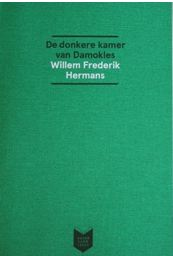 De donkere kamer
van Damokles
Willem Frederik
Hermans